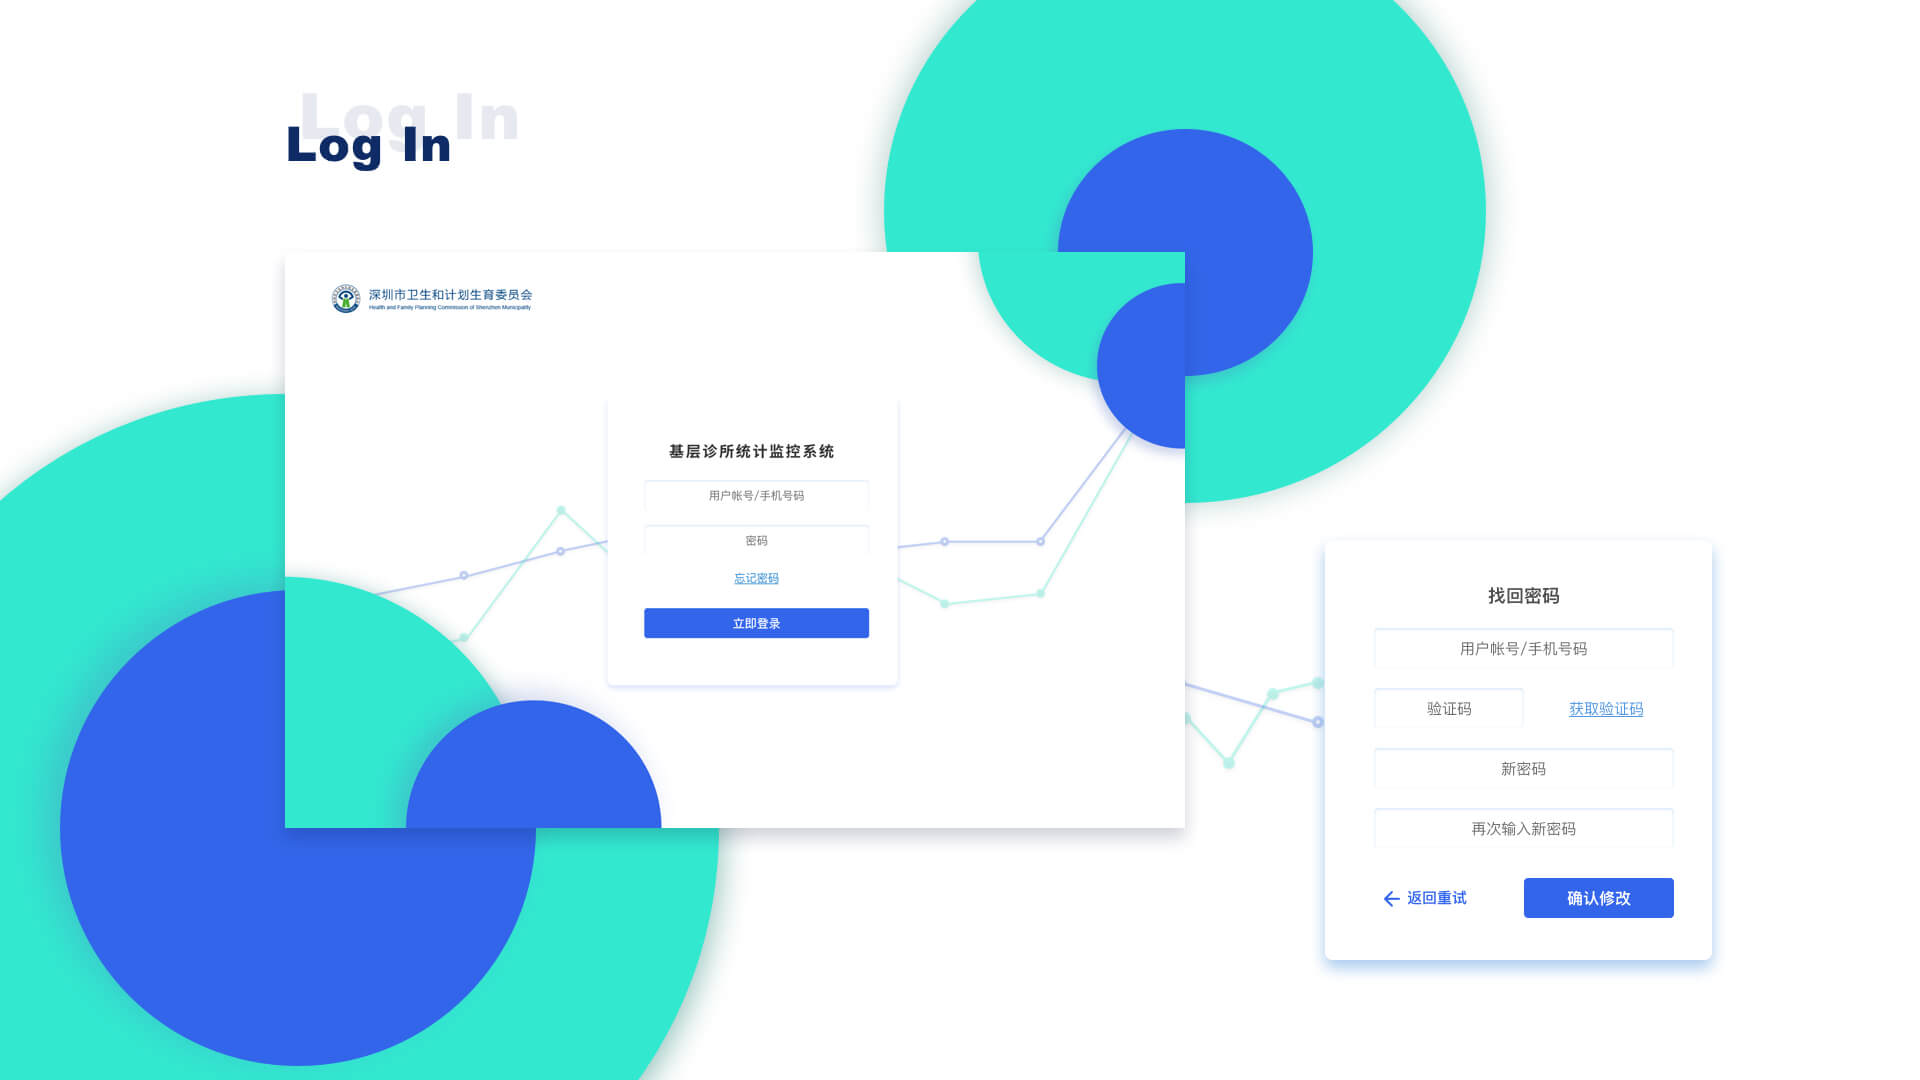 Log In
Log In
深圳市卫生和计划生育委员会
Health and Family Planning Commission of Shenzhen Municipality
基层诊所统计监控系统
用户帐号/手机号码
密码
忘记密码
立即登录
找回密码
用户帐号/手机号码
验证码 获取验证码
新密码
再次输入新密码
返回重试 确认修改